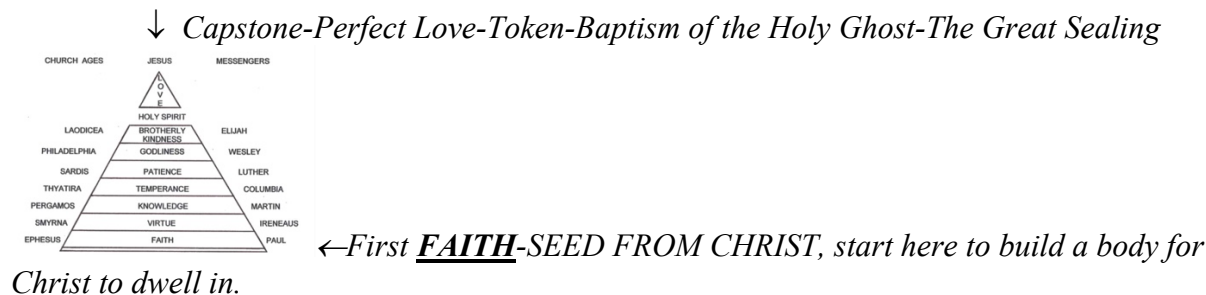 ↓ Capstone-Perfect Love-Token-Baptism of the Holy Ghost-The Great Sealing
CHURCH AGES JESUS MESSENGERS
L
O
V
E
HOLY SPIRIT
LAODICEA BROTHERLY KINDNESS ELIJAH
PHILADELPHIA GODLINESS WESLEY
SARDIS PATIENCE LUTHER
THYATIRA TEMPERANCE COLUMBIA
PERGAMOS KNOWLEDGE MARTIN
SMYRNA VIRTUE IRENEAUS
EPHESUS FAITH PAUL
←First FAITH-SEED FROM CHRIST, start here to build a body for
Christ to dwell in.